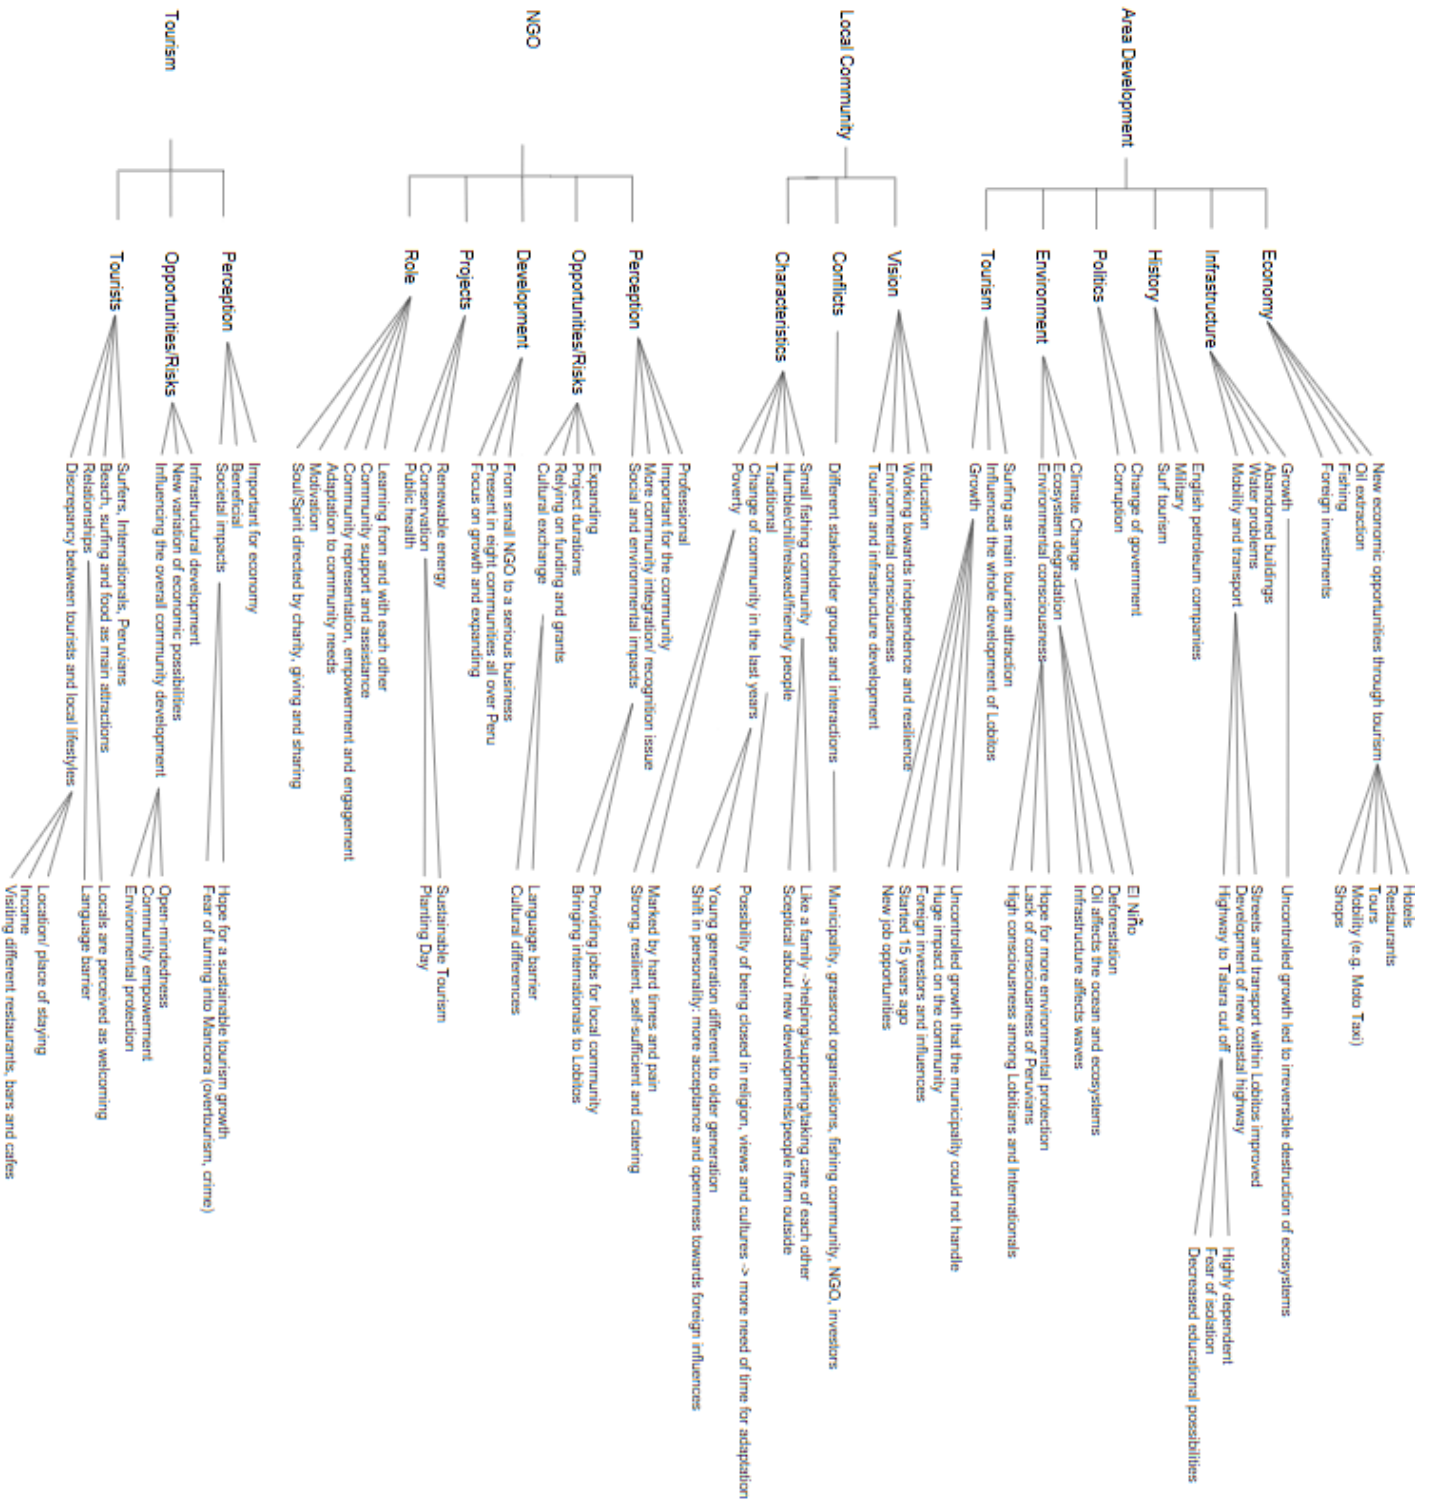 Area Development
Economy
New economic opportunities through tourism
Hotels
Restaurants
Tours
Mobility (e.g. Moto Taxi)
Shops
Oil extraction
Fishing
Foreign investments
Infrastructure
Growth
Uncontrolled growth led to irreversible destruction of ecosystems
Abandoned buildings
Water problems
Mobility and transport
Streets and transport within Lobitos improved
Development of new coastal highway
Highway to Talara cut off
Highly dependent
Fear of isolation
Decreased educational possibilities
History
English petroleum companies
Military
Surf tourism
Politics
Change of government
Corruption
Environment
Climate Change
El Niño
Ecosystem degradation
Deforestation
Oil affects the ocean and ecosystems
Infrastructure affects waves
Environmental consciousness
Hope for more environmental protection
Lack of consciousness of Peruvians
High consciousness among Lobitians and Internationals
Tourism
Surfing as main tourism attraction
Influenced the whole development of Lobitos
Growth
Uncontrolled growth that the municipality could not handle
Huge impact on the community
Foreign investors and influences
Started 15 years ago
New job opportunities
Local Community
Vision
Education
Working towards independence and resilience
Environmental consciousness
Tourism and infrastructure development
Conflicts
Different stakeholder groups and interactions
Municipality, grassroot organisations, fishing community, NGO, investors
Characteristics
Small fishing community
Like a family ->helping/supporting/taking care of each other
Sceptical about new developments/people from outside
Humble/chill/relaxed/friendly people
Traditional
Possibility of being closed in religion, views and cultures -> more need of time for adaptation
Change of community in the last years
Young generation different to older generation
Shift in personality: more acceptance and openness towards foreign influences
Poverty
Marked by hard times and pain
Strong, resilient, self-sufficient and catering
NGO
Perception
Professional
Important for the community
More community integration/ recognition issue
Social and environmental impacts
Providing jobs for local community
Bringing internationals to Lobitos
Opportunities/Risks
Expanding
Project durations
Relying on funding and grants
Cultural exchange
Language barrier
Cultural differences
Development
From small NGO to a serious business
Present in eight communities all over Peru
Focus on growth and expanding
Projects
Renewable energy
Conservation
Sustainable Tourism
Planting Day
Public health
Role
Learning from and with each other
Community support and assistance
Community representation, empowerment and engagement
Adaptation to community needs
Motivation
Soul/Spirit directed by charity, giving and sharing
Tourism
Perception
Important for economy
Beneficial
Societal impacts
Hope for a sustainable tourism growth
Fear of turning into Mancora (overtourism, crime)
Opportunities/Risks
Infrastructural development
New variation of economic possibilities
Influencing the overall community development
Open-mindedness
Community empowerment
Environmental protection
Tourists
Surfers, Internationals, Peruvians
Beach, surfing and food as main attractions
Relationships
Locals are perceived as welcoming
Language barrier
Discrepancy between tourists and local lifestyles
Location/ place of staying
Income
Visiting different restaurants, bars and cafes